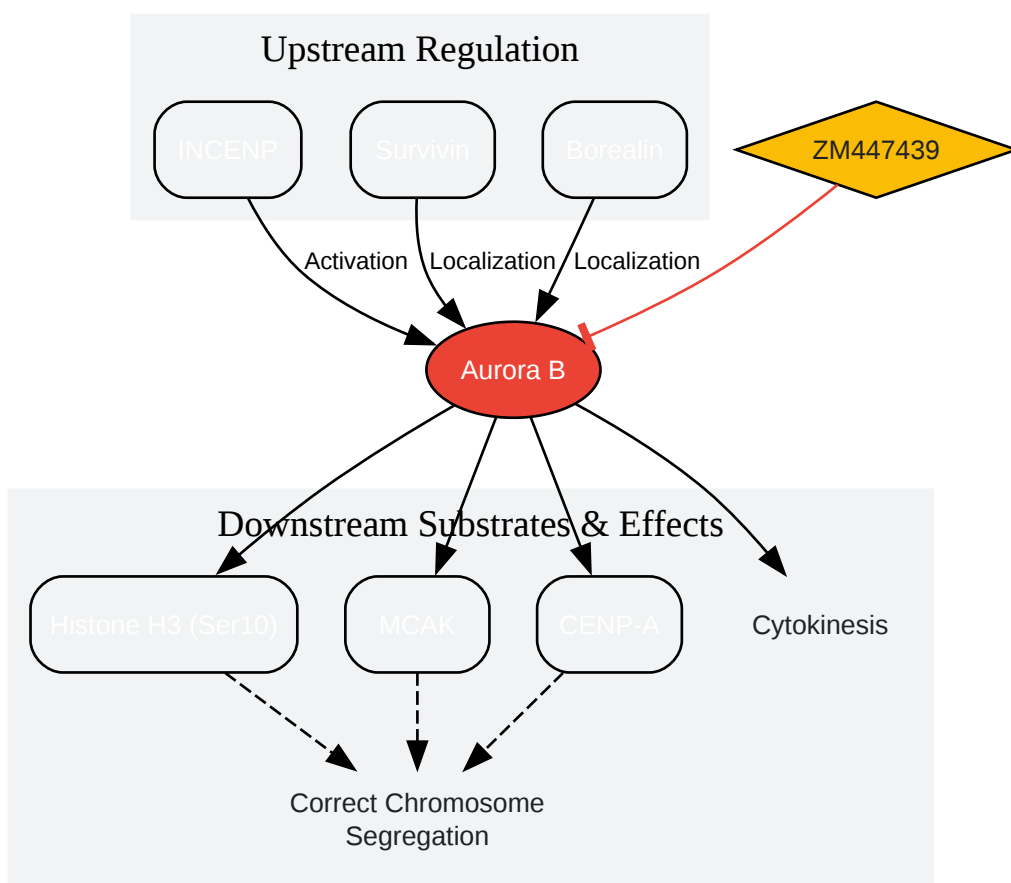 Upstream Regulation
INCENP
Survivin
Borealin
ZM447439
Activation
Localization
Localization
Aurora B
Downstream Substrates & Effects
Histone H3 (Ser10)
MCAK
CENP-A
Cytokinesis
Correct Chromosome
Segregation